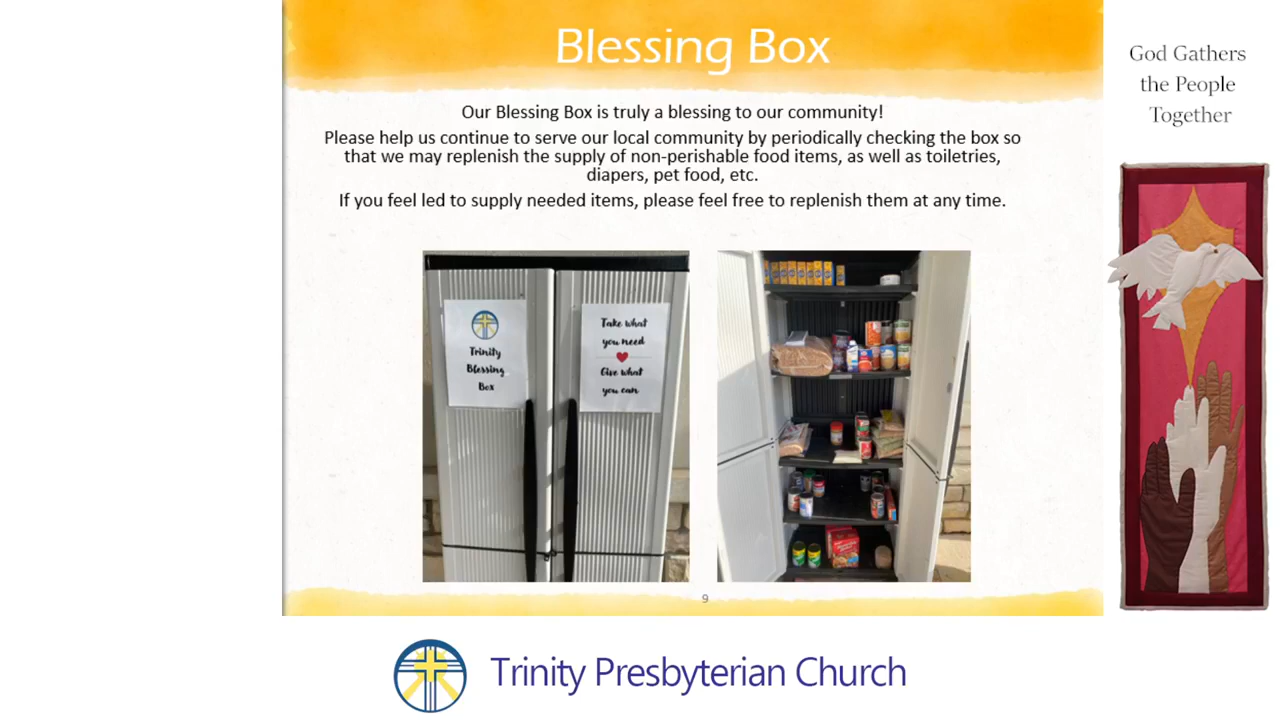 Blessing Box
Our Blessing Box is truly a blessing to our community!
Please help us continue to serve our local community by periodically checking the box so
that we may replenish the supply of non-perishable food items, as well as toiletries,
diapers, pet food, etc.
If you feel led to supply needed items, please feel free to replenish them at any time.
Trinity
Blessing
Box
Take what
you need
Give what
you can
9
God Gathers
the People
Together
Trinity Presbyterian Church